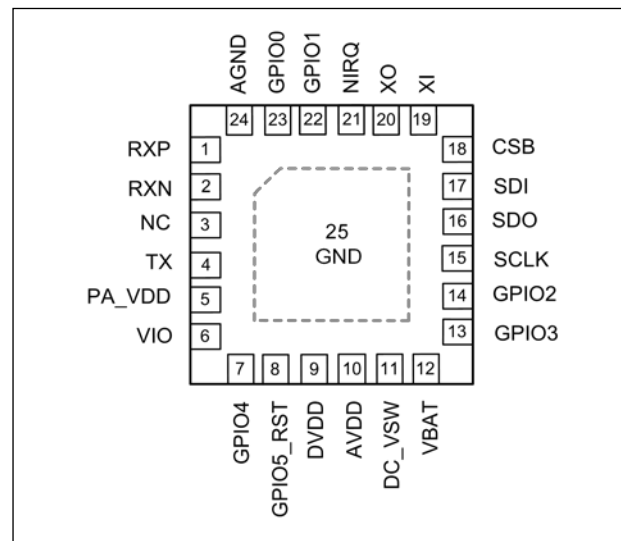 AGND
GPIO0
GPIO1
NIRQ
XO
XI
24
23
22
21
20
19
RXP
1
18
CSB
RXN
2
17
SDI
NC
3
16
SDO
TX
4
15
SCLK
PA_VDD
5
14
GPIO2
VIO
6
13
GPIO3
25
GND
7
8
9
10
11
12
GPIO4
GPIO5_RST
DVDD
AVDD
DC_VSW
VBAT